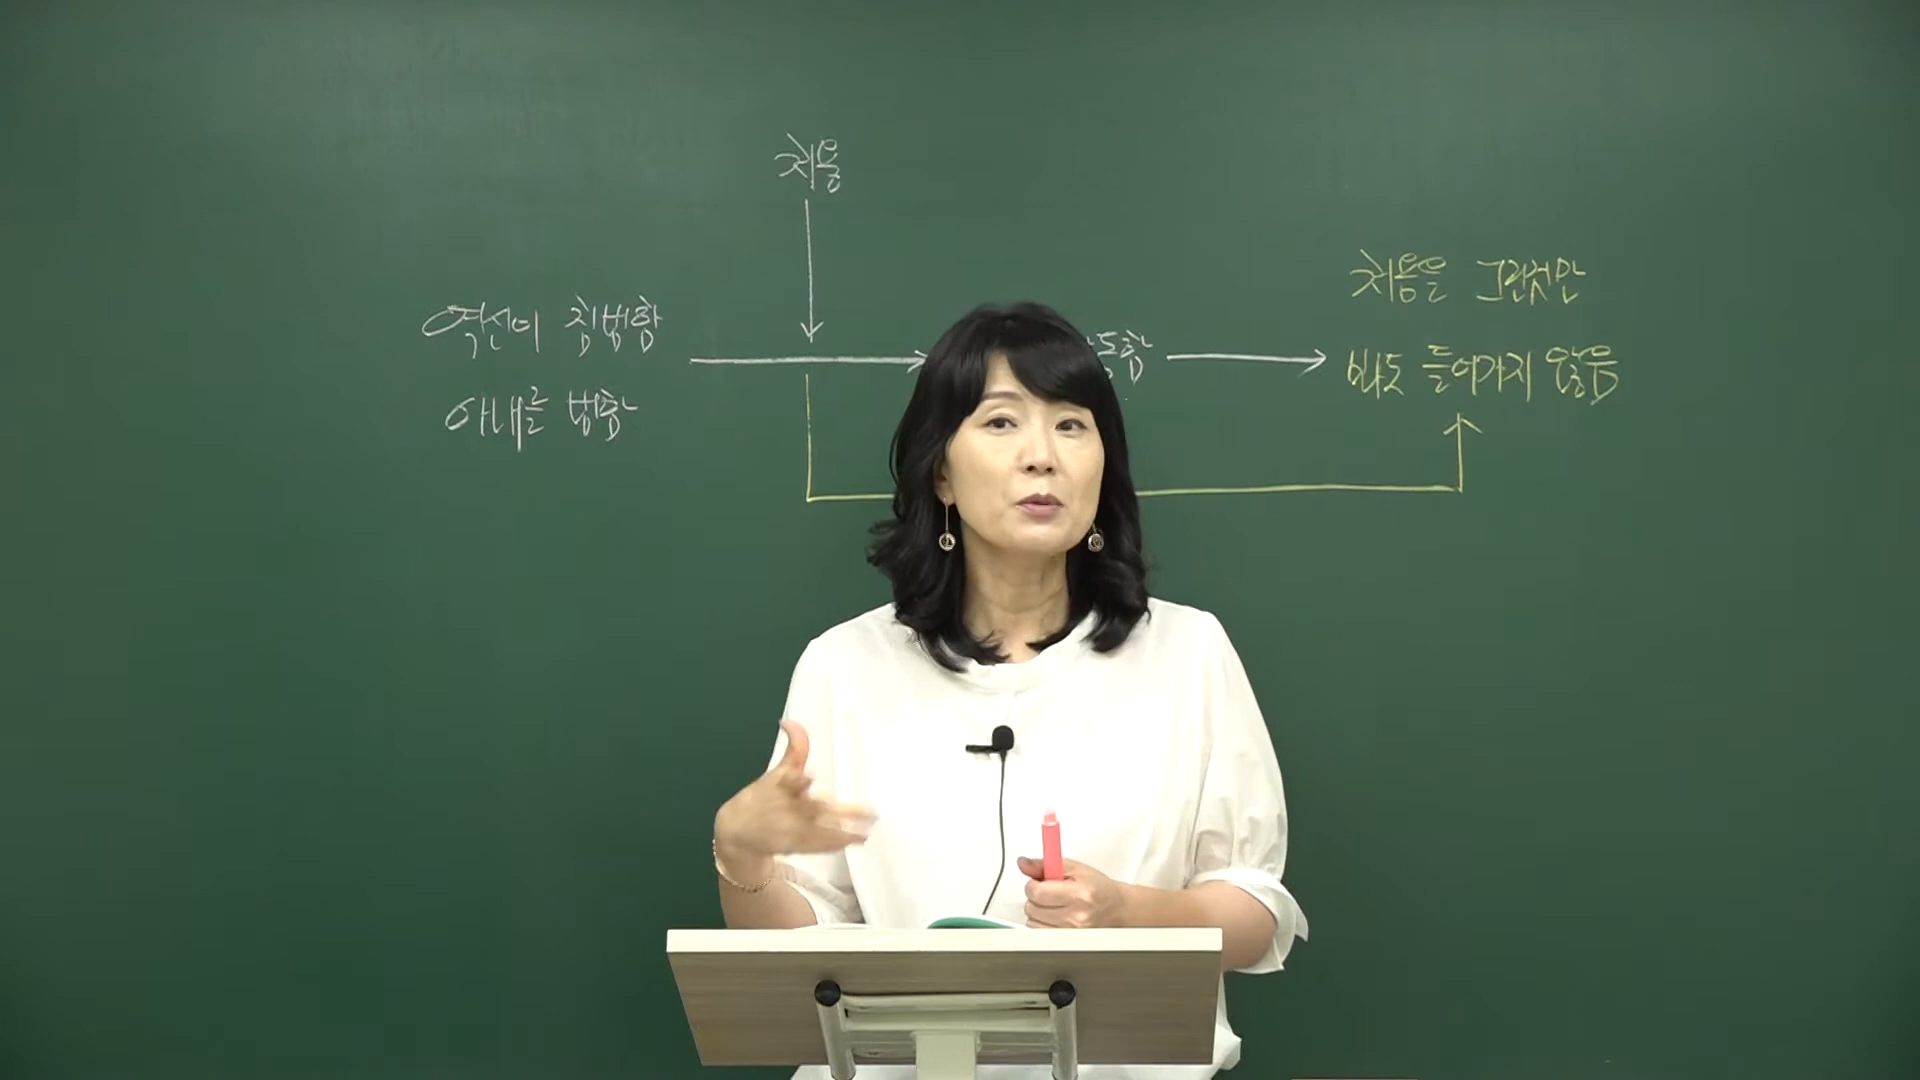 처용
역신이 침범함
아내를 범함
처용을 그린것만
봐도 들어가지 않음